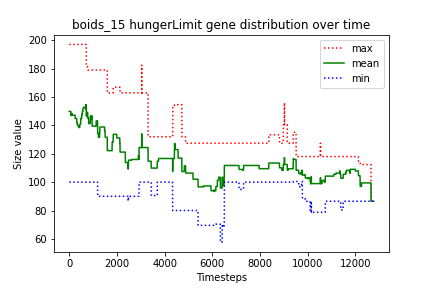 boids_15 hungerLimit gene distribution over time
max
mean
min
Size value
200
180
160
140
120
100
80
60
0 2000 4000 6000 8000 10000 12000
Timesteps